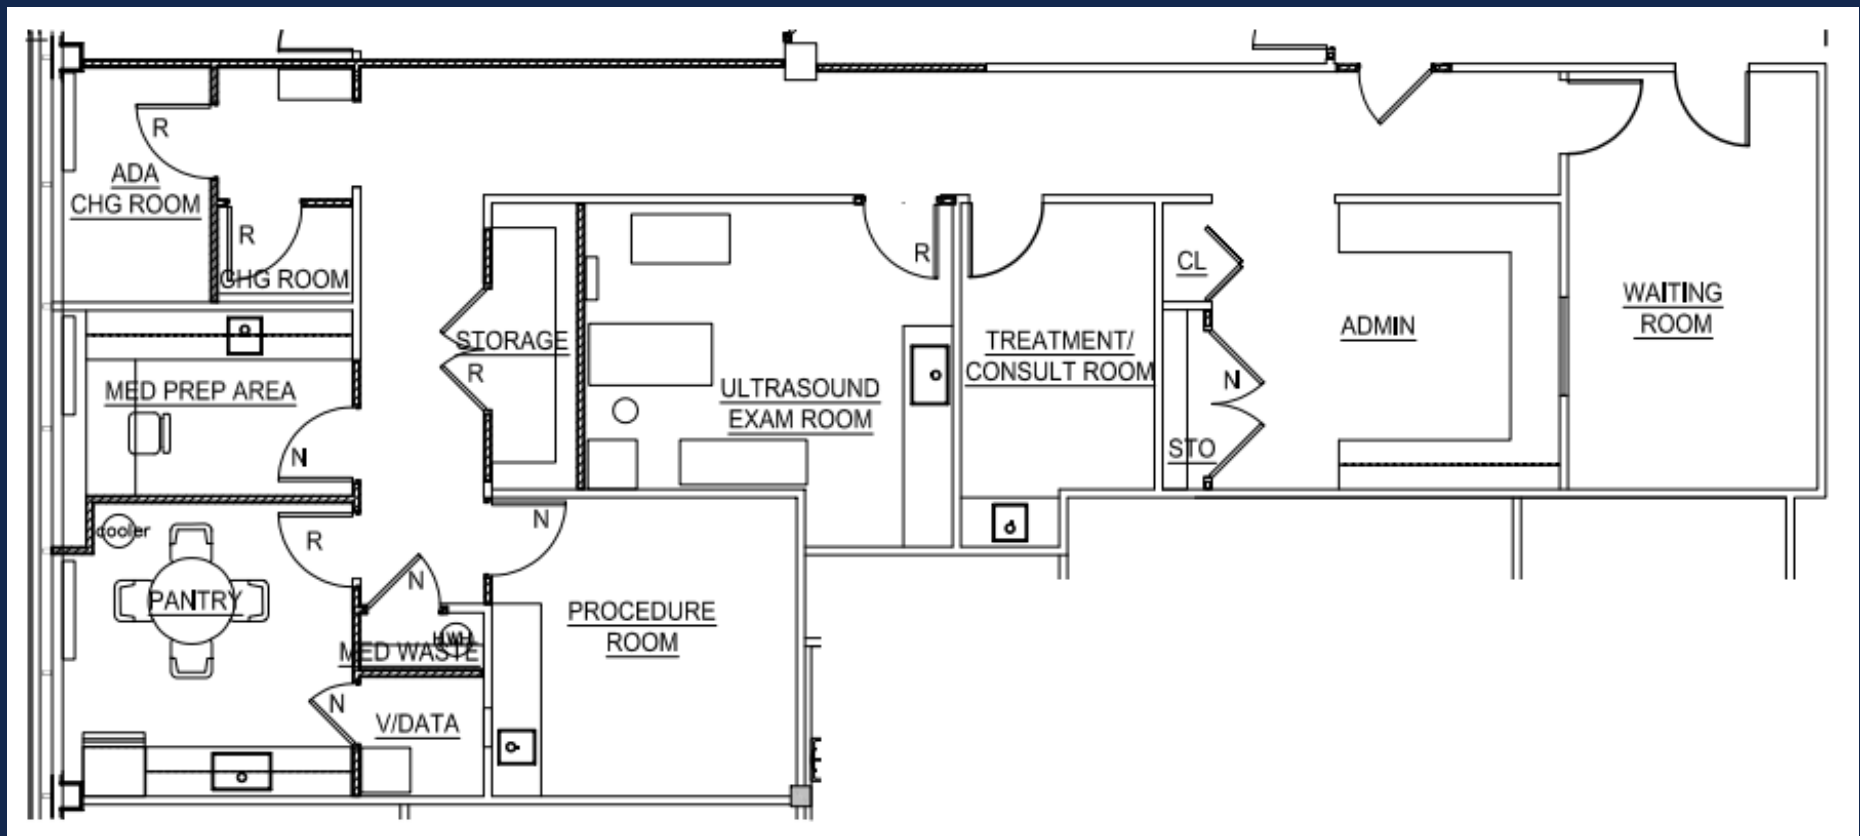 R
ADA
CHG ROOM
R
CHG ROOM
MED PREP AREA
N
cooler
R
PANTRY
N
HWH
MED WASTE
N
V/DATA
STORAGE
R
N
PROCEDURE
ROOM
R
ULTRASOUND
EXAM ROOM
TREATMENT/
CONSULT ROOM
CL
N
STO
ADMIN
WAITING
ROOM